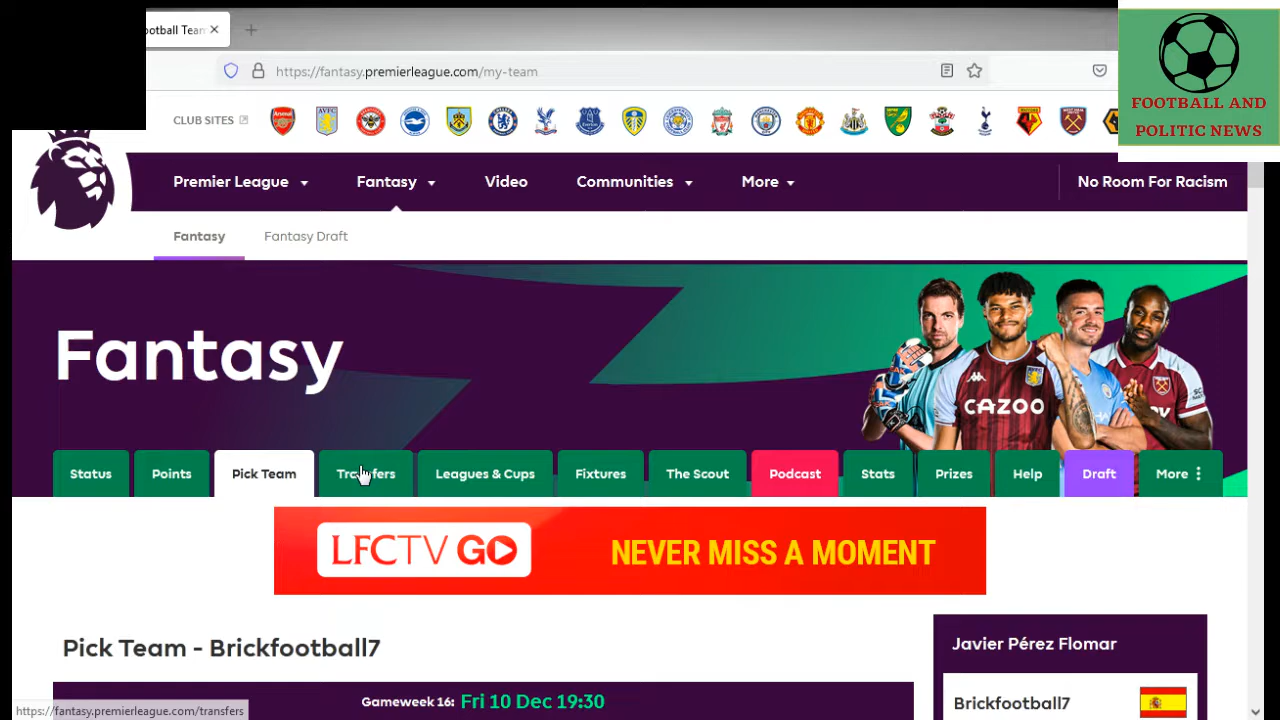 ootball Team
https://fantasy.premierleague.com/my-team
FOOTBALL AND
POLITIC NEWS
CLUB SITES
Premier League
Fantasy
Video
Communities
More
No Room For Racism
Fantasy
Fantasy Draft
Fantasy
CAZOO
Status
Points
Pick Team
Transfers
Leagues & Cups
Fixtures
The Scout
Podcast
Stats
Prizes
Help
Draft
More
LFCTV GO
NEVER MISS A MOMENT
Pick Team - Brickfootball7
Javier Pérez Flomar
Gameweek 16: Fri 10 Dec 19:30
Brickfootball7
https://fantasy.premierleague.com/transfers